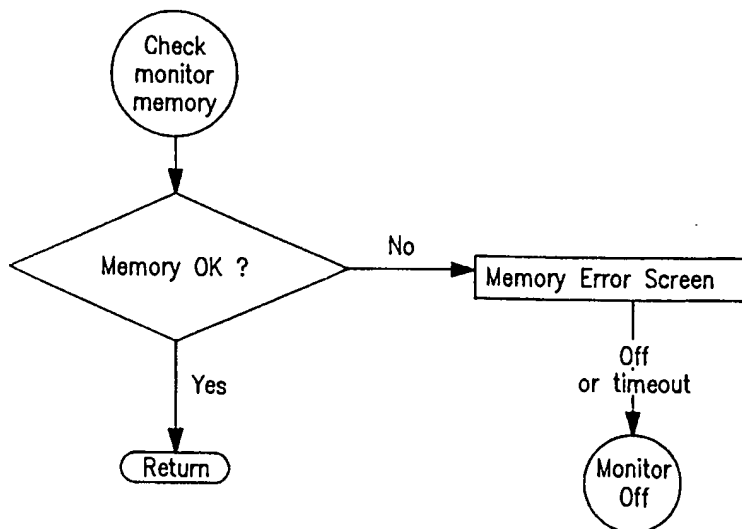 Check
monitor
memory
Memory OK ?
No
Memory Error Screen
Yes
Off
or timeout
Return
Monitor
Off